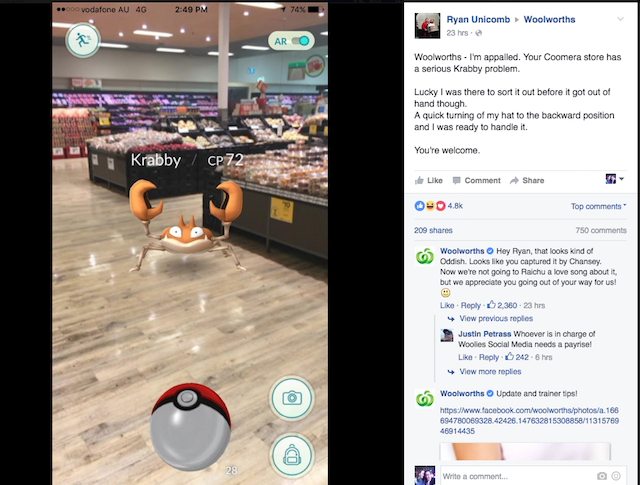 vodafone AU 4G
2:49 PM
74%
AR
Krabby / CP72
28
Ryan Unicomb ▸ Woolworths
23 hrs ·
Woolworths - I'm appalled. Your Coomera store has
a serious Krabby problem.
Lucky I was there to sort it out before it got out of
hand though.
A quick turning of my hat to the backward position
and I was ready to handle it.
You're welcome.
Like Comment Share
4.8k
Top comments
209 shares
750 comments
Woolworths Hey Ryan, that looks kind of
Oddish. Looks like you captured it by Chansey.
Now we're not going to Raichu a love song about it,
but we appreciate you going out of your way for us!
Like · Reply · 2,360 · 23 hrs
View previous replies
Justin Petrass Whoever is in charge of
Woolies Social Media needs a payrise!
Like · Reply · 242 · 6 hrs
View more replies
Woolworths Update and trainer tips!
https://www.facebook.com/woolworths/photos/a.166
694780069328.42426.147632815308858/11315769
46914435
Write a comment...